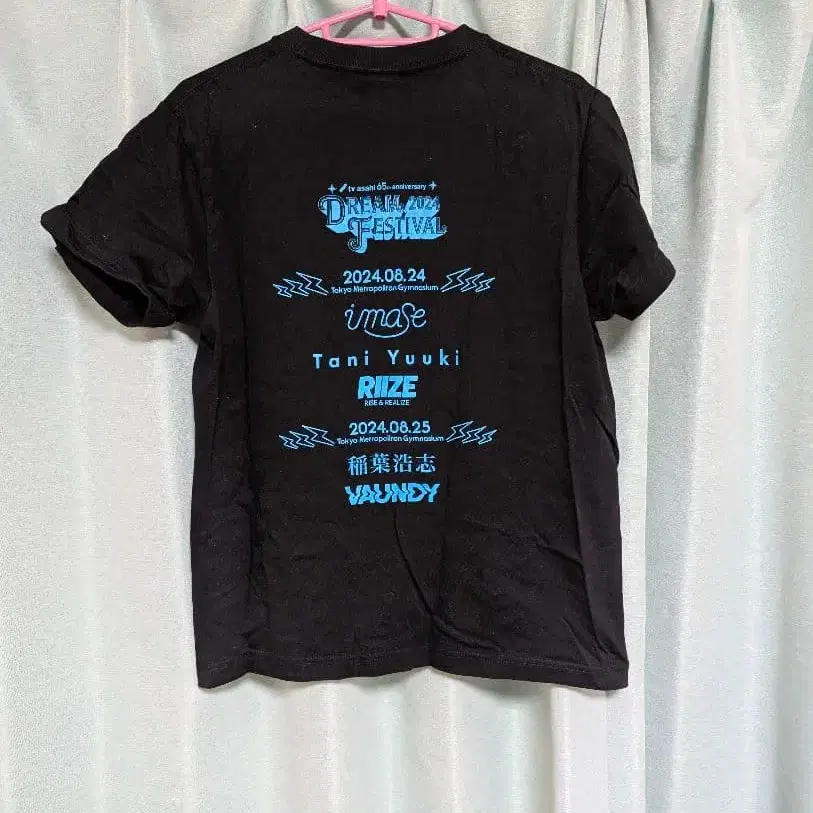 tv asahi 65th anniversary
DREAM 2024
FESTIVAL
2024.08.24
Tokyo Metropolitan Gymnasium
imase
Tani Yuuki
RIIZE
RISE & REALIZE
2024.08.25
Tokyo Metropolitan Gymnasium
稲葉浩志
VAUNDY